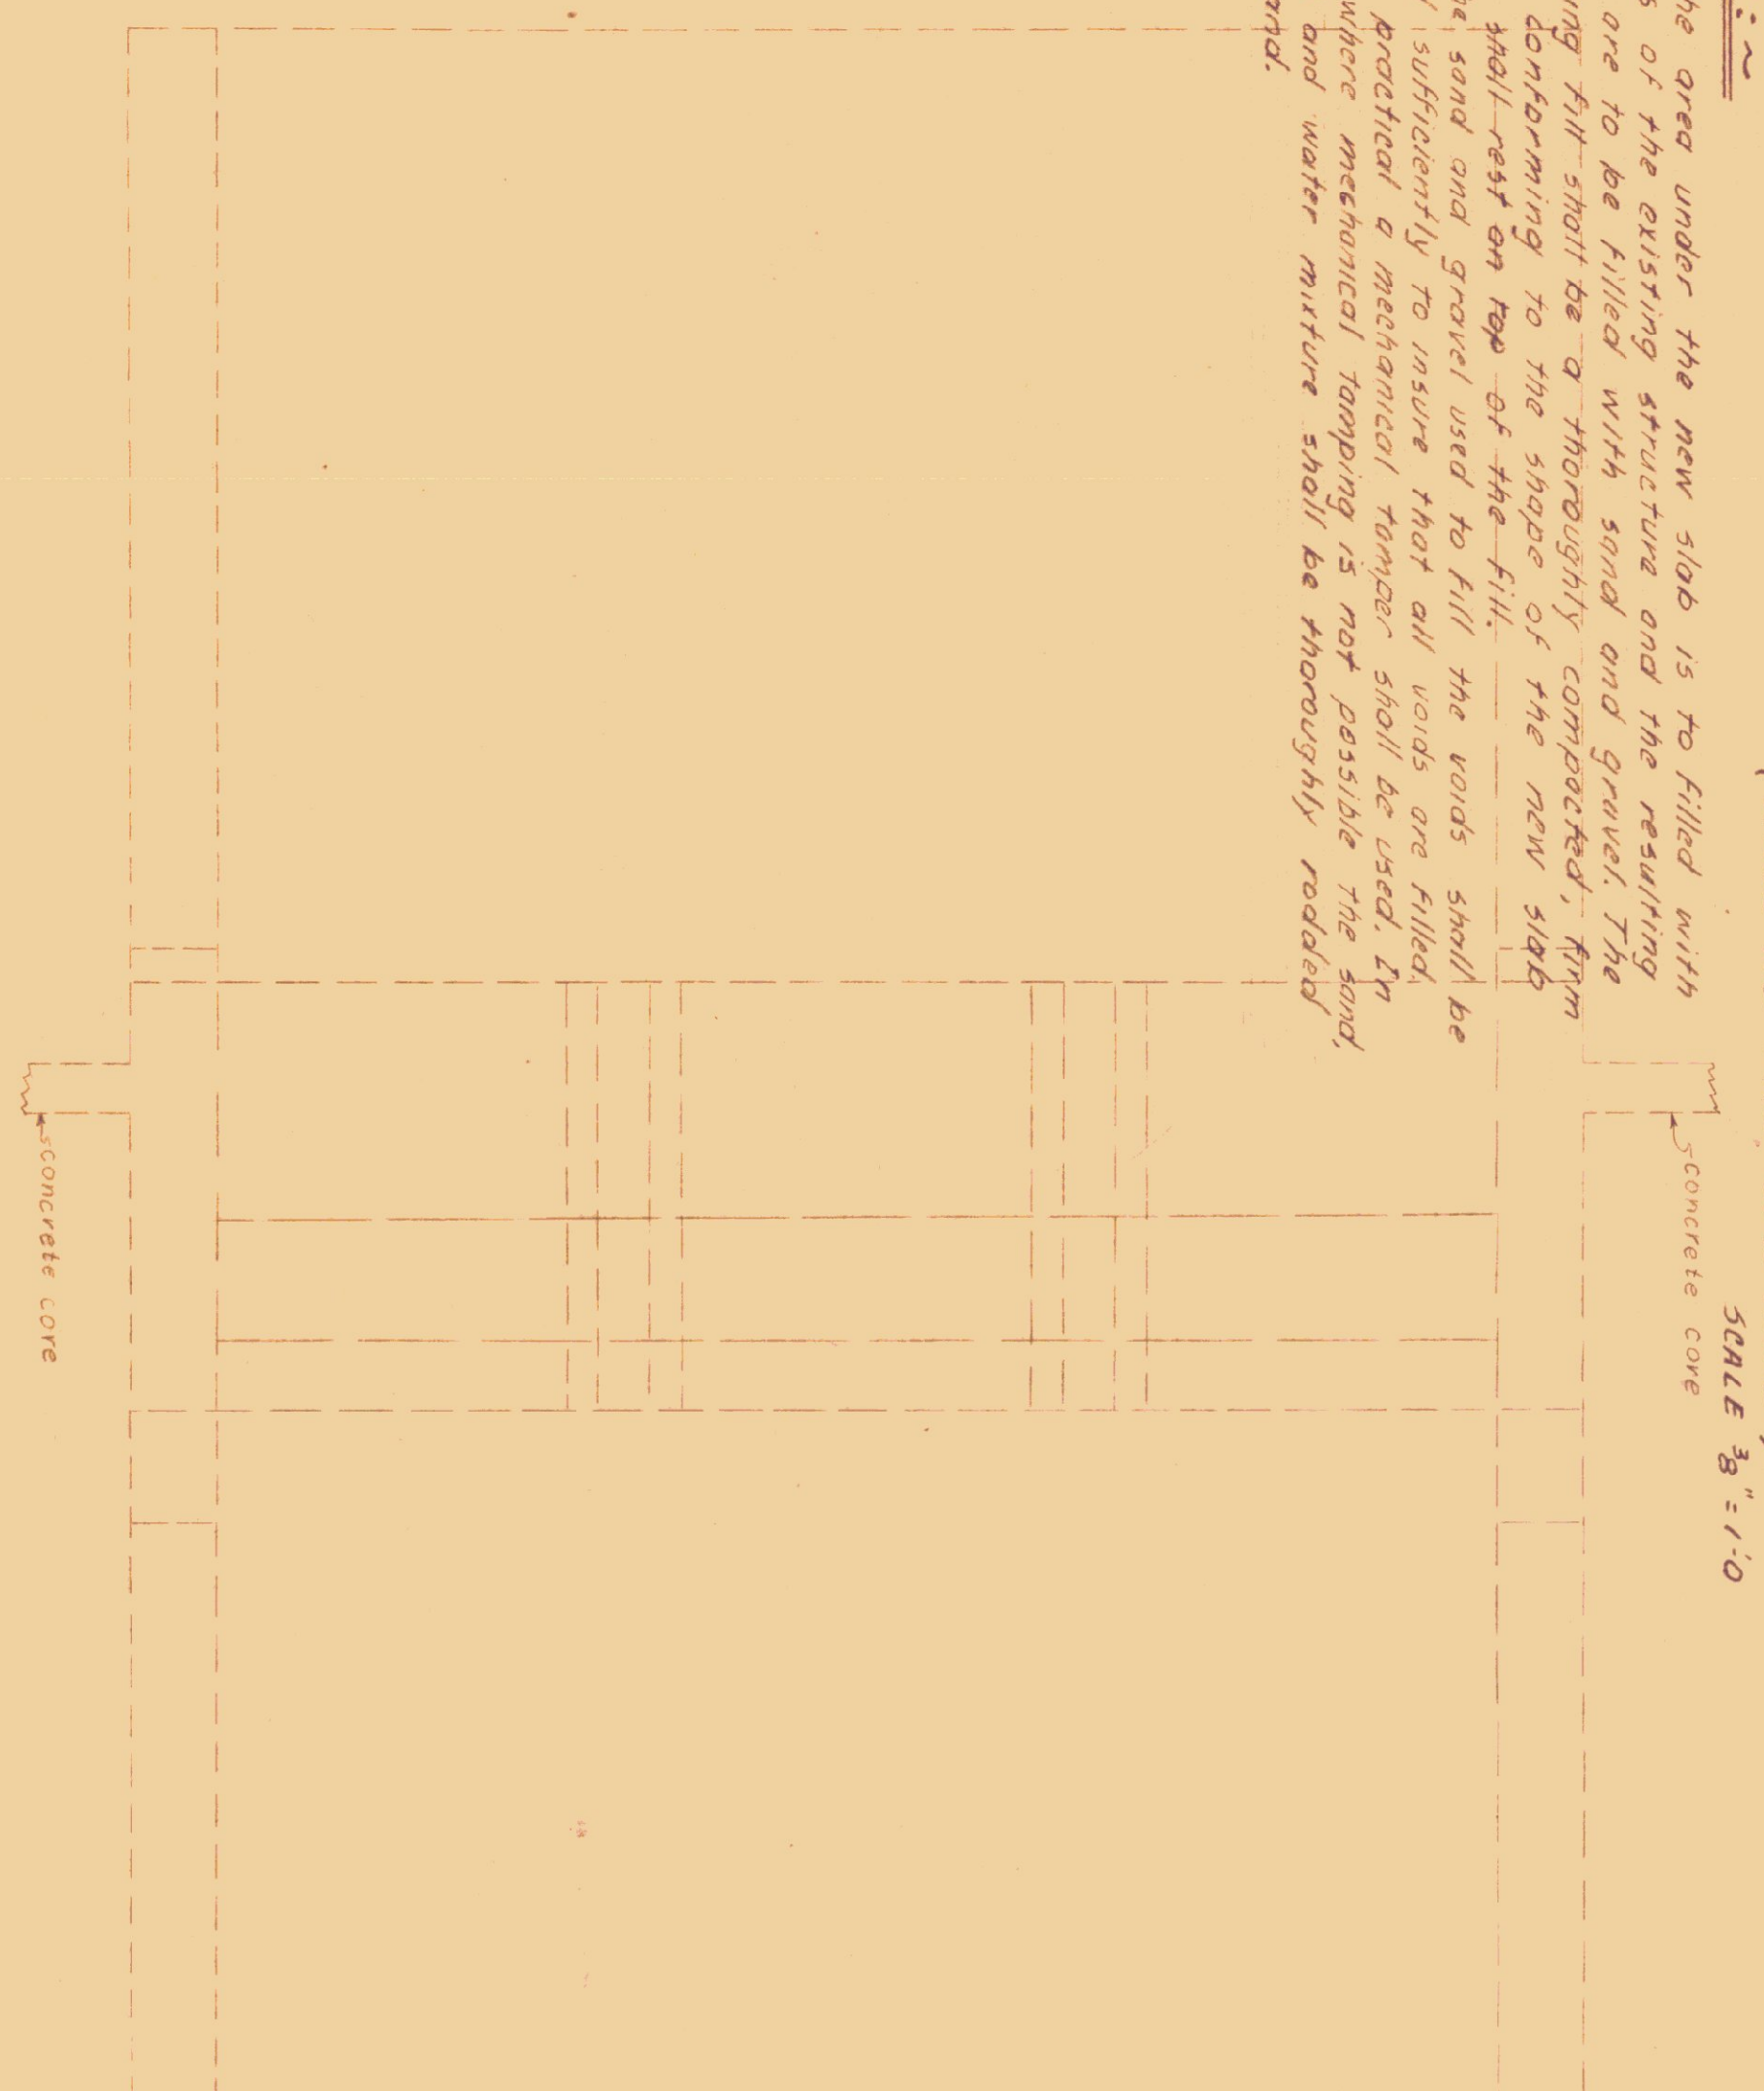 he area under the new slab is to filled with
s of the existing structure and the resulting
are to be filled with sand and gravel. The
ing fill shall be a thoroughly compacted, firm
conforming to the shape of the new slab
shall rest on top of the fill.
he sand and gravel used to fill the voids shall be
sufficiently to insure that all voids are filled.
practical a mechanical tamper shall be used. In
where mechanical tamping is not possible the sand,
and water mixture shall be thoroughly rodded
and.
SCALE 3/8" = 1'-0
concrete core
concrete core